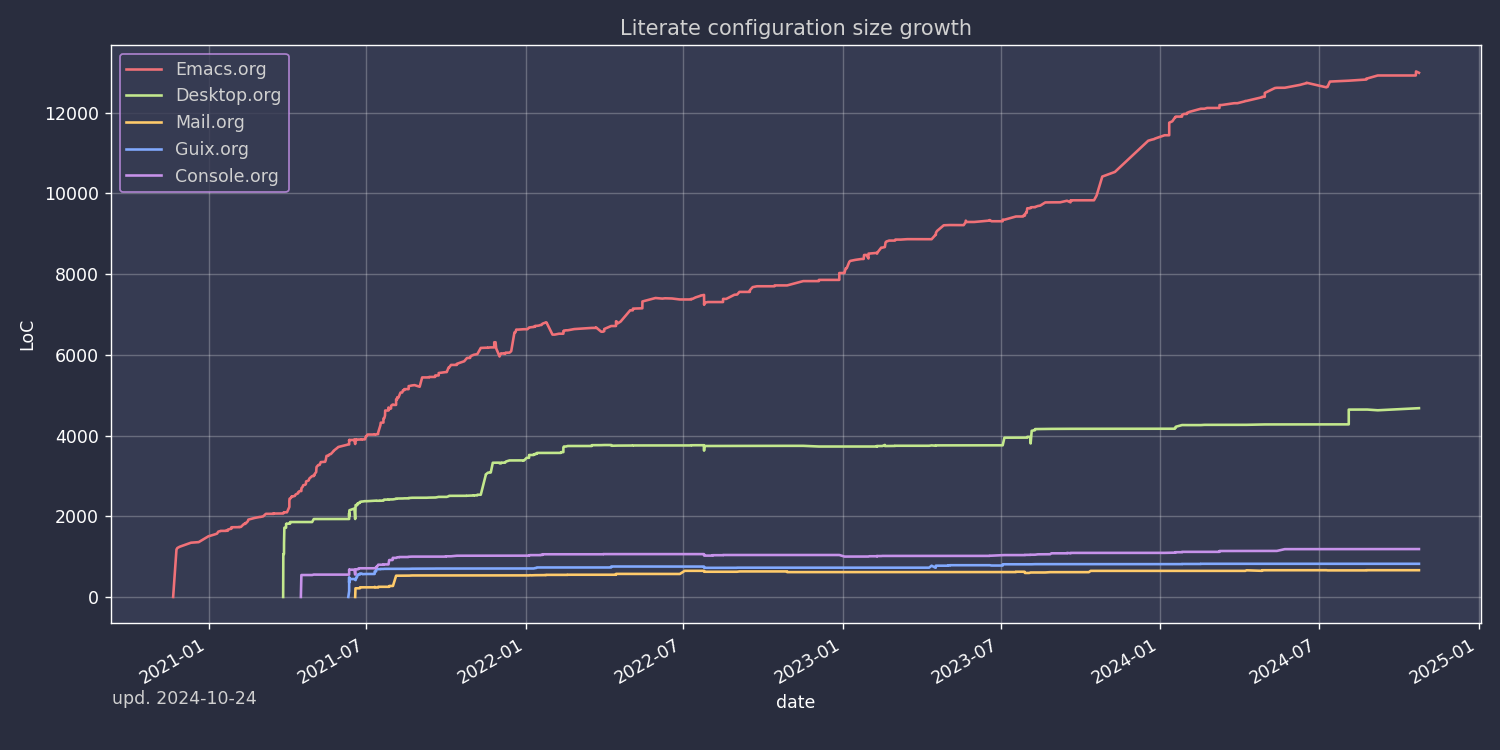 Literate configuration size growth
Emacs.org
Desktop.org
Mail.org
Guix.org
Console.org
12000
10000
8000
6000
4000
2000
0
LoC
2021-01
2021-07
2022-01
2022-07
2023-01
2023-07
2024-01
2024-07
2025-01
date
upd. 2024-10-24